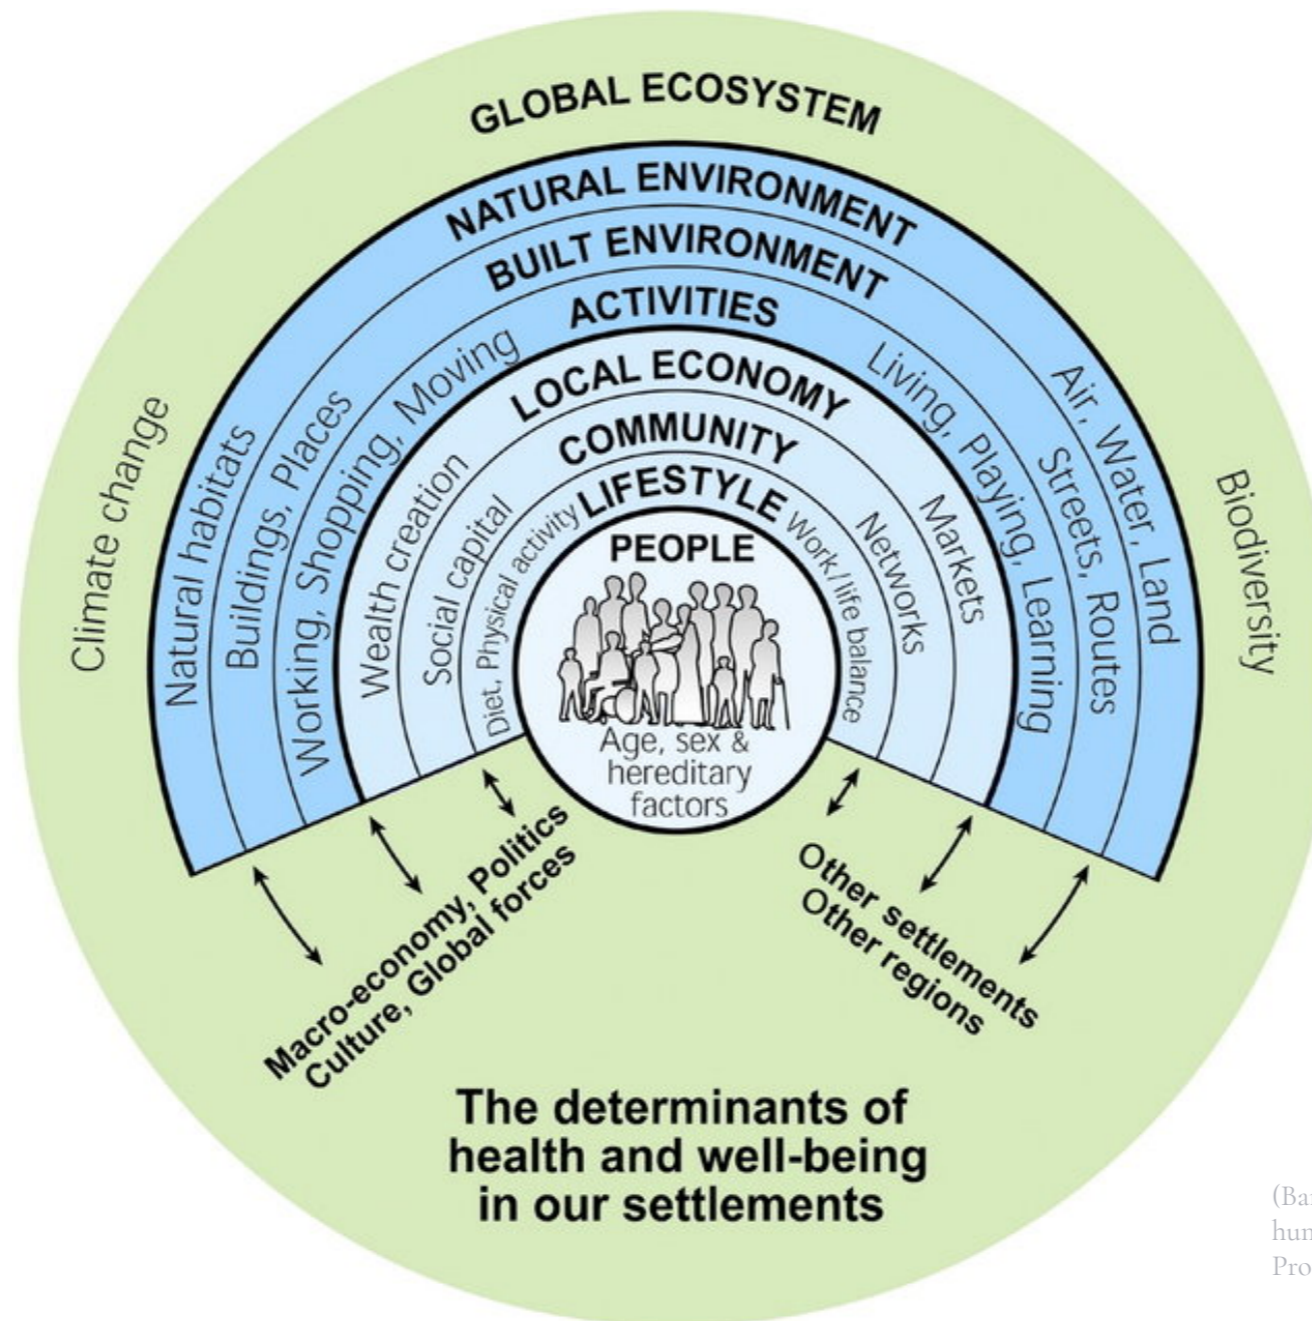 GLOBAL ECOSYSTEM
NATURAL ENVIRONMENT
BUILT ENVIRONMENT
ACTIVITIES
LOCAL ECONOMY
COMMUNITY
LIFESTYLE
PEOPLE
Age, sex &
hereditary
factors
Climate change
Natural habitats
Buildings, Places
Working, Shopping, Moving
Wealth creation
Social capital
Diet, Physical activity
Work/life balance
Networks
Markets
Living, Playing, Learning
Streets, Routes
Air, Water, Land
Biodiversity
Macro-economy, Politics
Culture, Global forces
Other settlements
Other regions
The determinants of
health and well-being
in our settlements